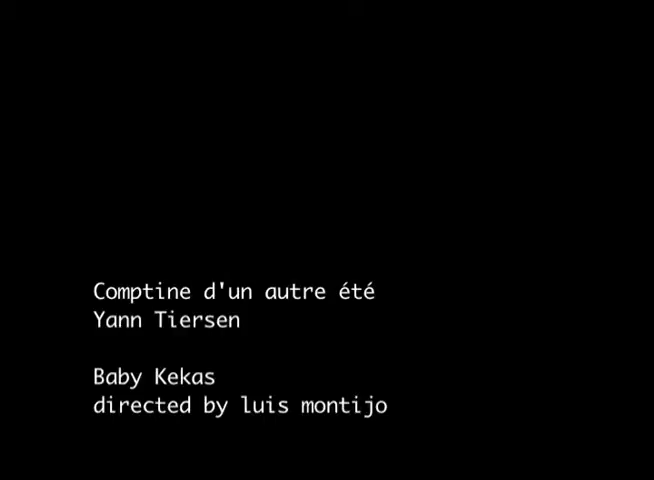 Comptine d'un autre été
Yann Tiersen
Baby Kekas
directed by luis montijo